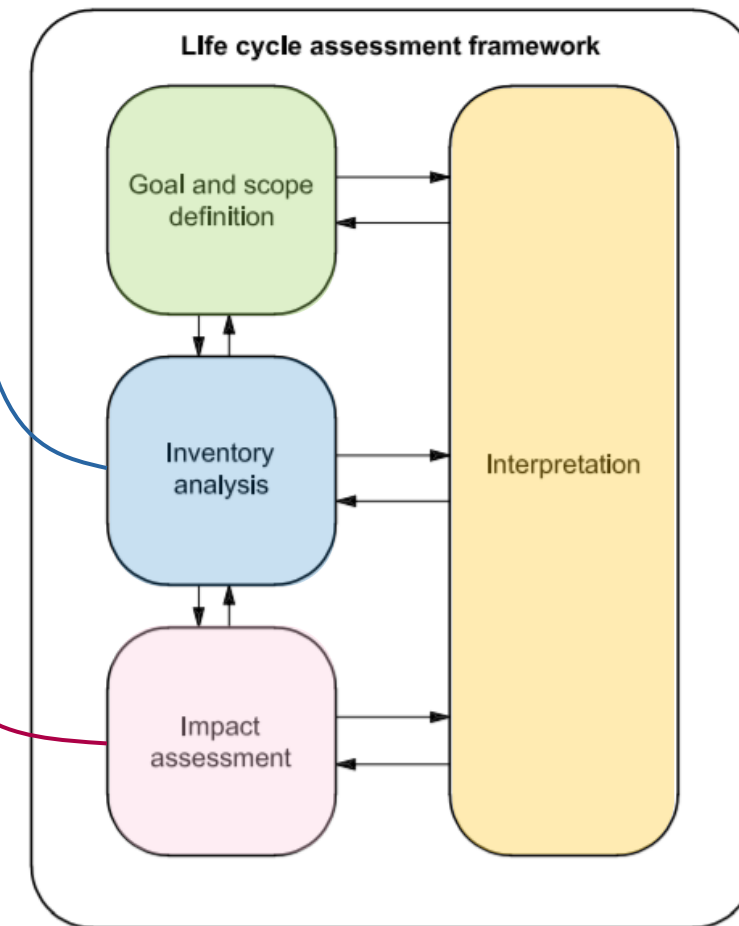 LIfe cycle assessment framework
Goal and scope
definition
Inventory
analysis
Interpretation
Impact
assessment